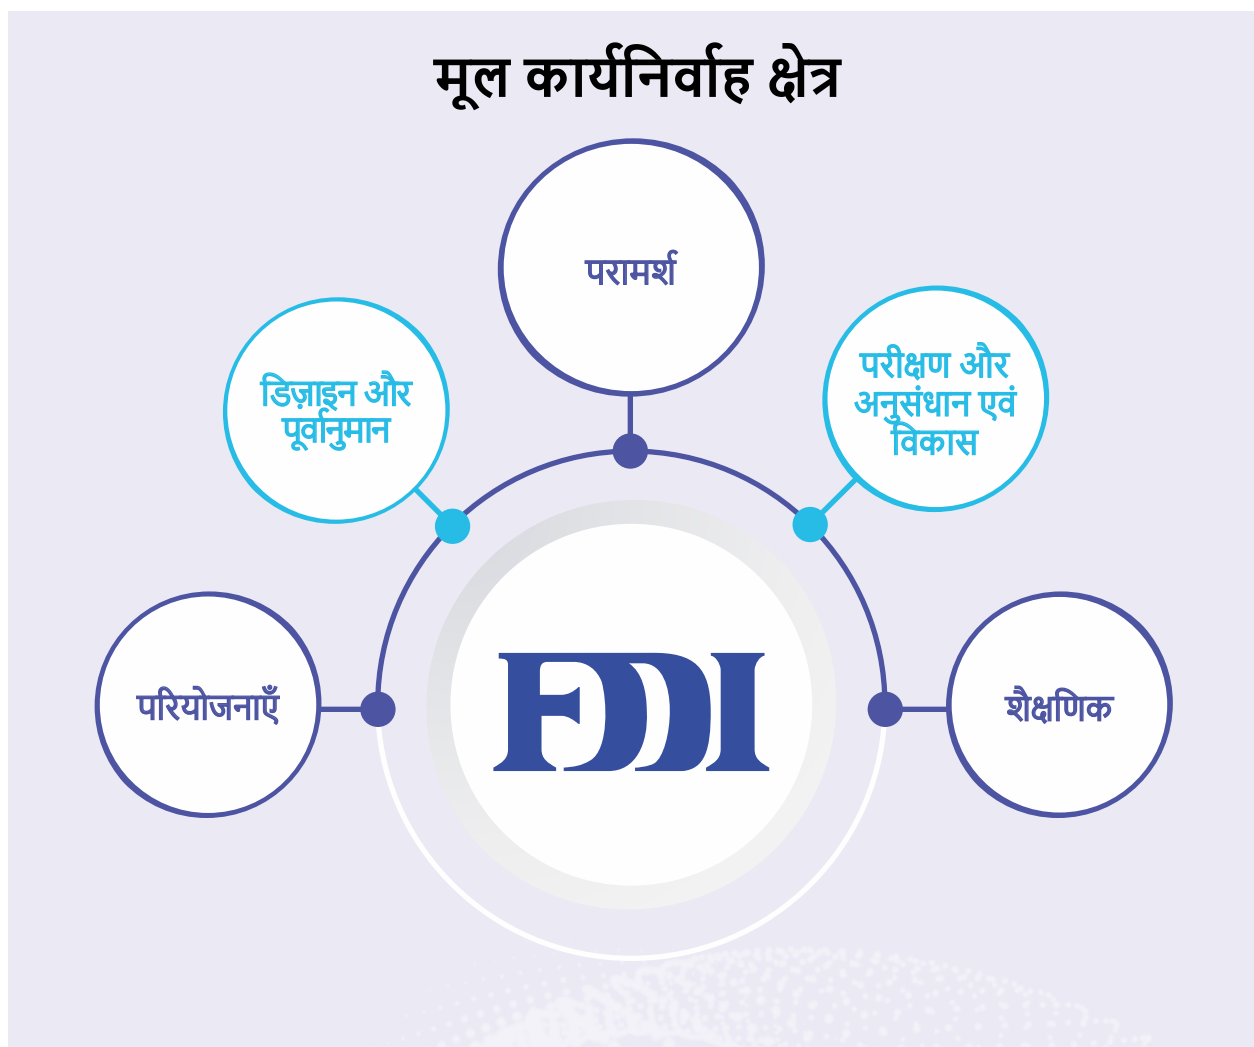 मूल कार्यनिर्वाह क्षेत्र
परामर्श
डिज़ाइन और
पूर्वानुमान
परीक्षण और
अनुसंधान एवं
विकास
परियोजनाएँ
FDDI
शैक्षणिक